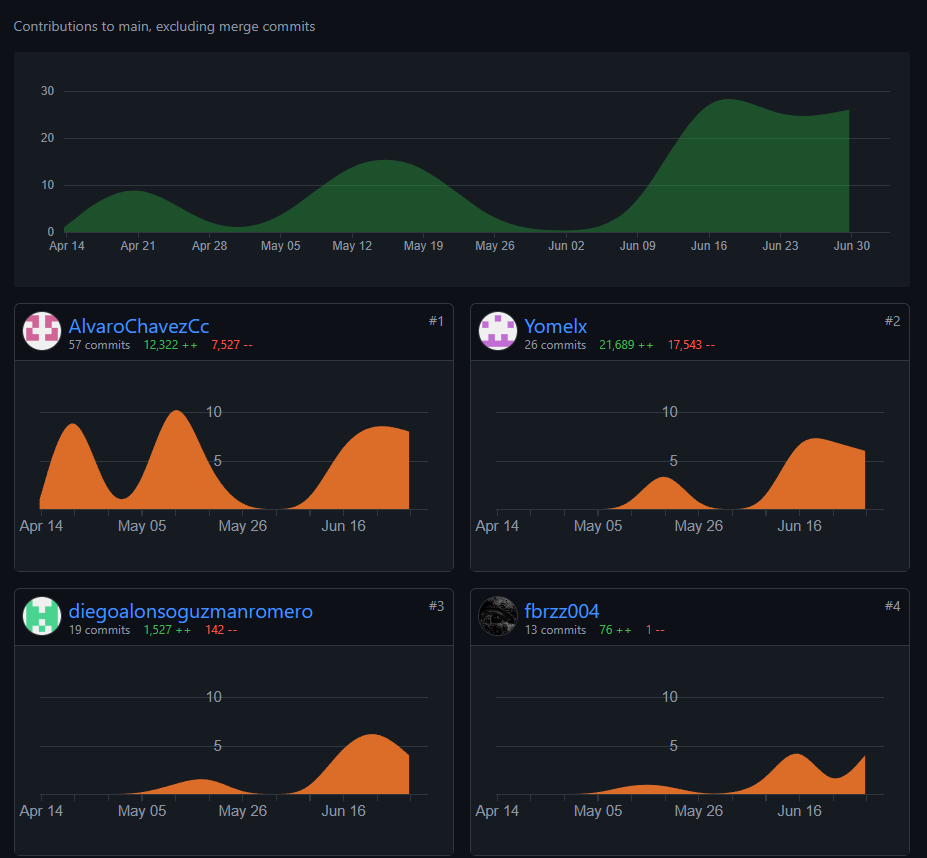 Contributions to main, excluding merge commits
30
20
10
0
Apr 14 Apr 21 Apr 28 May 05 May 12 May 19 May 26 Jun 02 Jun 09 Jun 16 Jun 23 Jun 30
AlvaroChavezCc #1
57 commits 12,322 ++ 7,527 --
10
5
Apr 14 May 05 May 26 Jun 16
Yomelx #2
26 commits 21,689 ++ 17,543 --
10
5
Apr 14 May 05 May 26 Jun 16
diegoalonsoguzmanromero #3
19 commits 1,527 ++ 142 --
10
5
Apr 14 May 05 May 26 Jun 16
fbrzz004 #4
13 commits 76 ++ 1 --
10
5
Apr 14 May 05 May 26 Jun 16